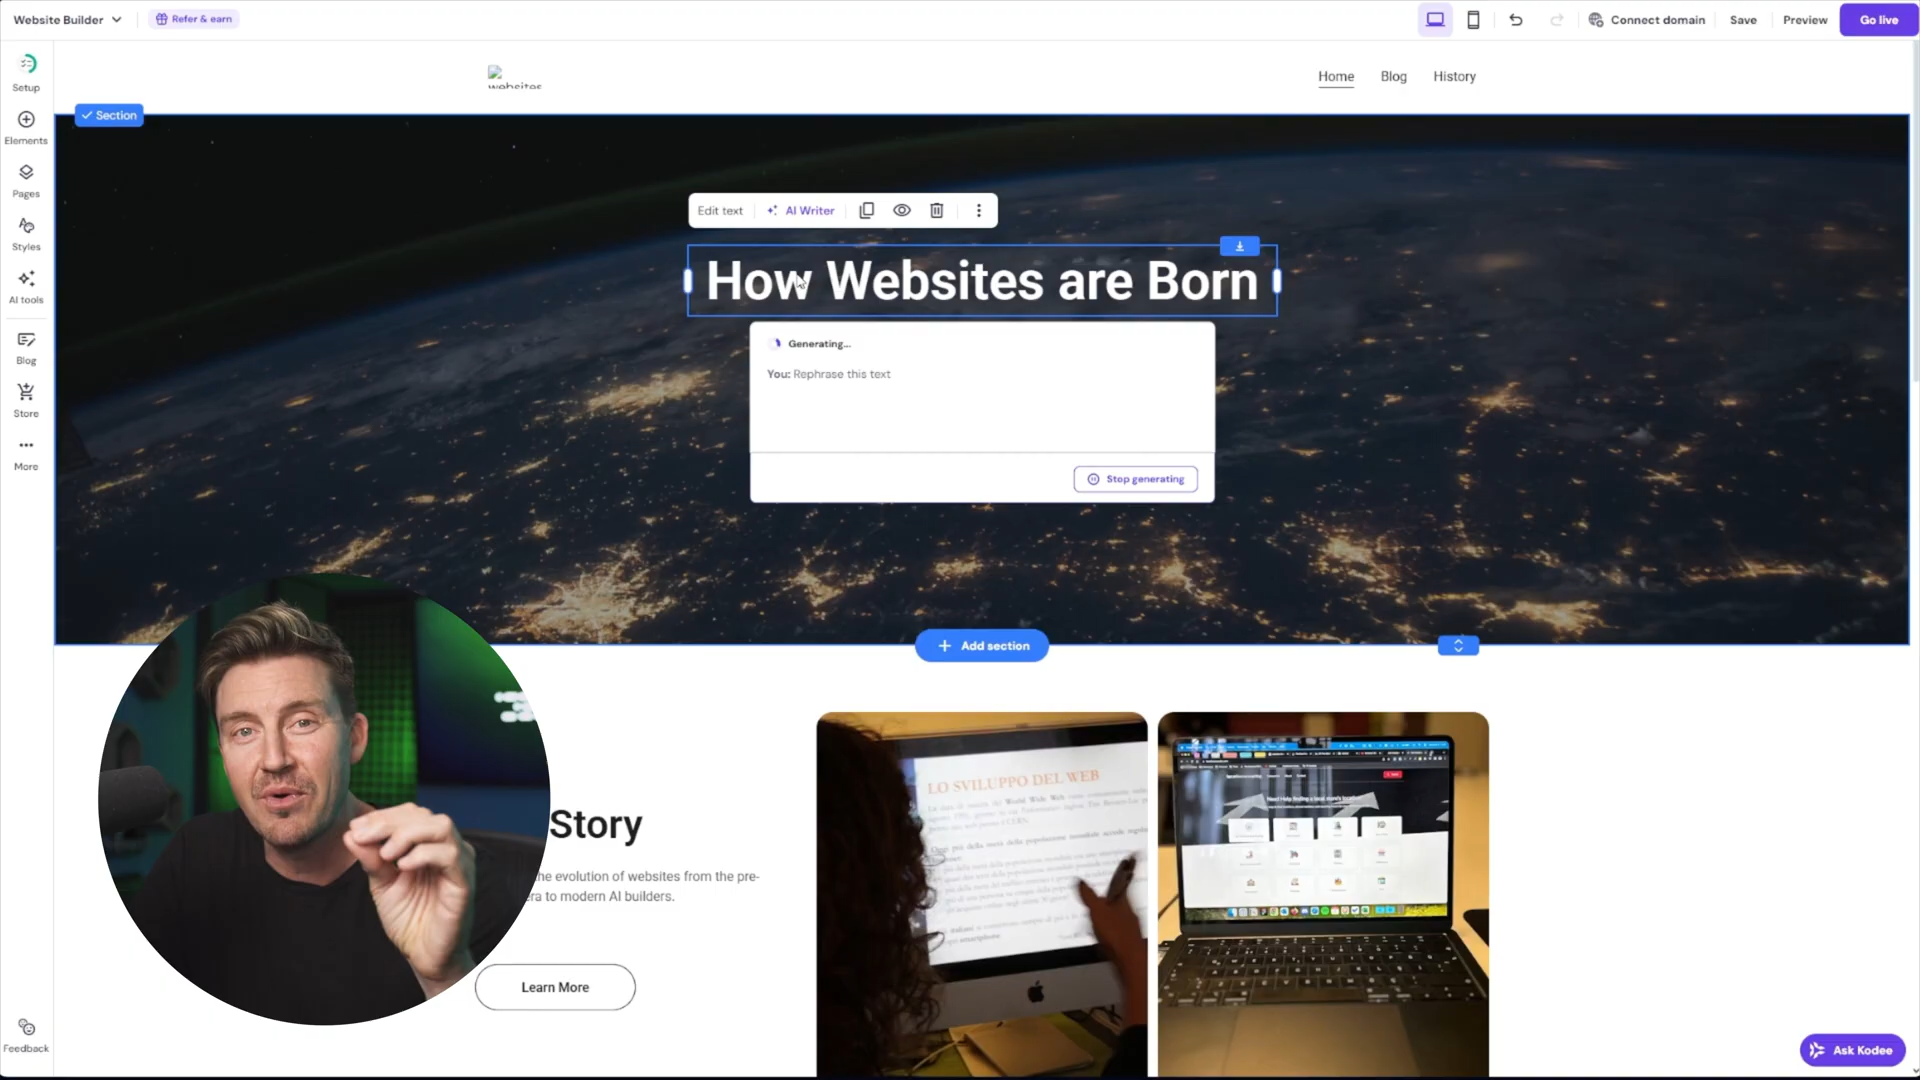 Website Builder
Refer & earn
Connect domain
Save
Preview
Go live
Setup
Elements
Pages
Styles
AI tools
Blog
Store
More
Feedback
websites
Home
Blog
History
Section
Edit text
AI Writer
How Websites are Born
Generating...
You: Rephrase this text
Stop generating
Add section
Story
he evolution of websites from the pre-
era to modern AI builders.
Learn More
LO SVILUPPO DEL WEB
Ask Kodee